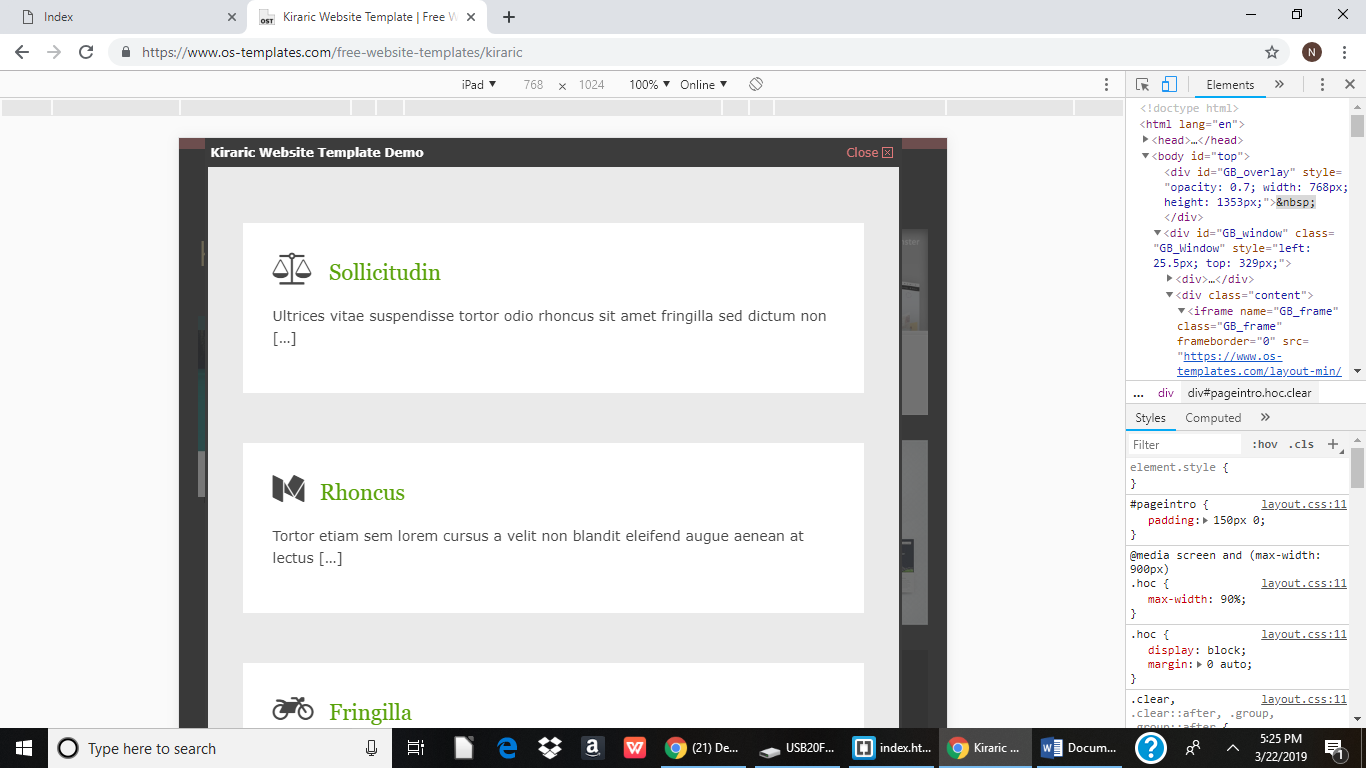 Index
OST
Kiraric Website Template | Free W
https://www.os-templates.com/free-website-templates/kiraric
N
iPad
768 x 1024
100%
Online
Elements
<!doctype html>
<html lang="en">
<head>…</head>
<body id="top">
<div id="GB_overlay" style=
"opacity: 0.7; width: 768px;
height: 1353px;">&nbsp;
</div>
<div id="GB_window" class=
"GB_Window" style="left:
25.5px; top: 329px;">
<div>…</div>
<div class="content">
<iframe name="GB_frame"
class="GB_frame"
frameborder="0" src=
"https://www.os-
templates.com/layout-min/
... div div#pageintro.hoc.clear
Styles Computed
Filter :hov .cls +
element.style {
}
#pageintro { layout.css:11
padding: 150px 0;
}
@media screen and (max-width:
900px)
.hoc { layout.css:11
max-width: 90%;
}
.hoc { layout.css:11
display: block;
margin: 0 auto;
}
.clear, layout.css:11
.clear::after, .group,
.group::after {
Kiraric Website Template Demo
Close
Sollicitudin
Ultrices vitae suspendisse tortor odio rhoncus sit amet fringilla sed dictum non
[…]
Rhoncus
Tortor etiam sem lorem cursus a velit non blandit eleifend augue aenean at
lectus […]
Fringilla
Type here to search
(21) De...
USB20F...
index.ht...
Kiraric ...
Docum...
5:25 PM
3/22/2019
1